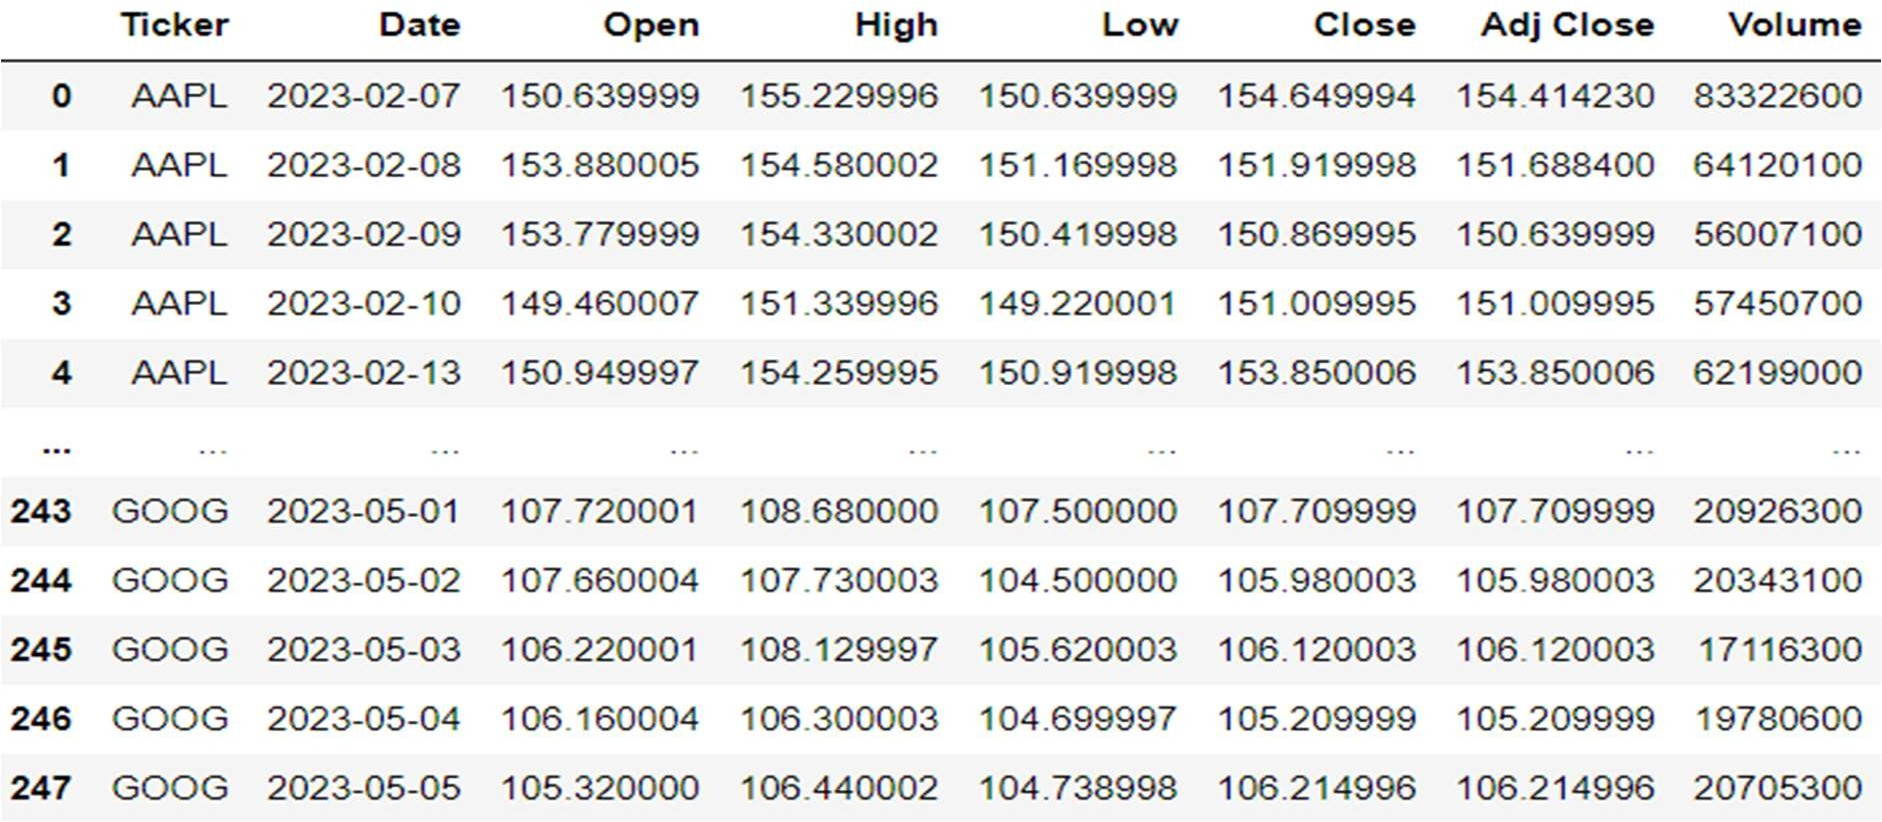 Ticker Date Open High Low Close Adj Close Volume
0 AAPL 2023-02-07 150.639999 155.229996 150.639999 154.649994 154.414230 83322600
1 AAPL 2023-02-08 153.880005 154.580002 151.169998 151.919998 151.688400 64120100
2 AAPL 2023-02-09 153.779999 154.330002 150.419998 150.869995 150.639999 56007100
3 AAPL 2023-02-10 149.460007 151.339996 149.220001 151.009995 151.009995 57450700
4 AAPL 2023-02-13 150.949997 154.259995 150.919998 153.850006 153.850006 62199000
... ... ... ... ... ... ... ... ...
243 GOOG 2023-05-01 107.720001 108.680000 107.500000 107.709999 107.709999 20926300
244 GOOG 2023-05-02 107.660004 107.730003 104.500000 105.980003 105.980003 20343100
245 GOOG 2023-05-03 106.220001 108.129997 105.620003 106.120003 106.120003 17116300
246 GOOG 2023-05-04 106.160004 106.300003 104.699997 105.209999 105.209999 19780600
247 GOOG 2023-05-05 105.320000 106.440002 104.738998 106.214996 106.214996 20705300